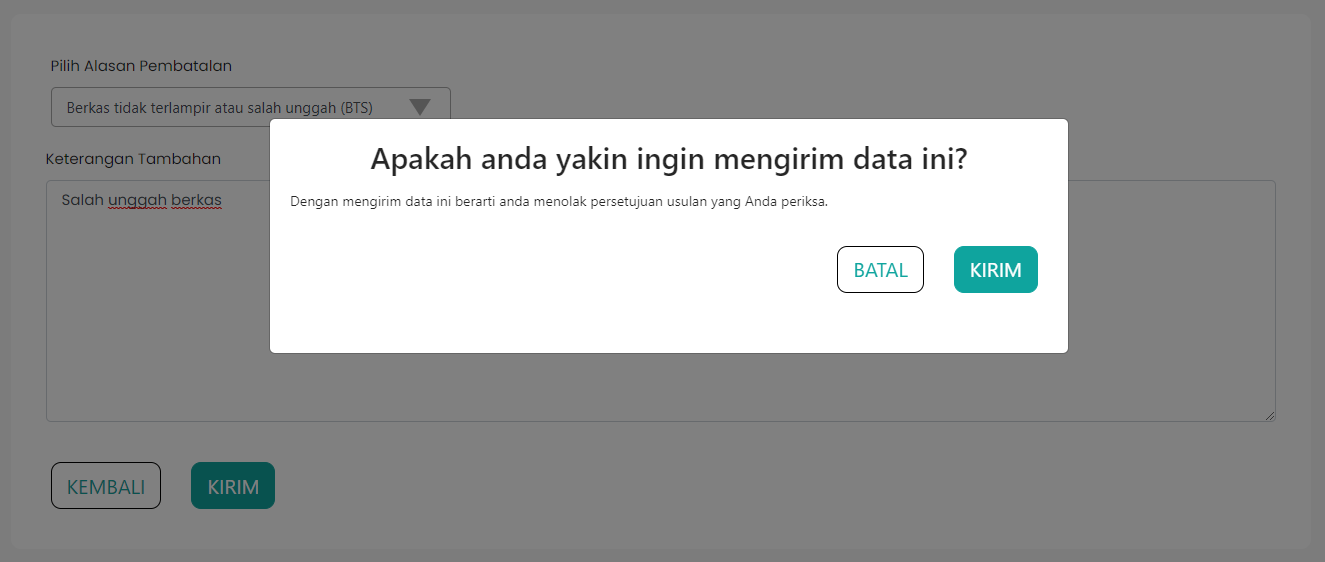 Pilih Alasan Pembatalan
Berkas tidak terlampir atau salah unggah (BTS)
Keterangan Tambahan
Salah unggah berkas
Apakah anda yakin ingin mengirim data ini?
Dengan mengirim data ini berarti anda menolak persetujuan usulan yang Anda periksa.
BATAL
KIRIM
KEMBALI
KIRIM